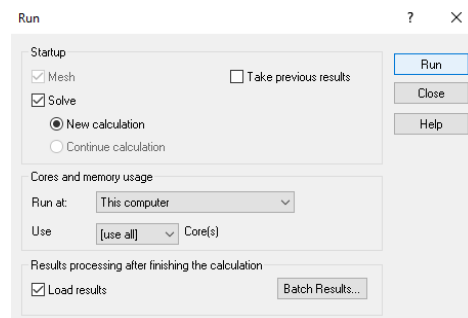 Run ? ×
Startup
Mesh
Take previous results
Solve
New calculation
Continue calculation
Run
Close
Help
Cores and memory usage
Run at: This computer
Use [use all] Core(s)
Results processing after finishing the calculation
Load results
Batch Results...